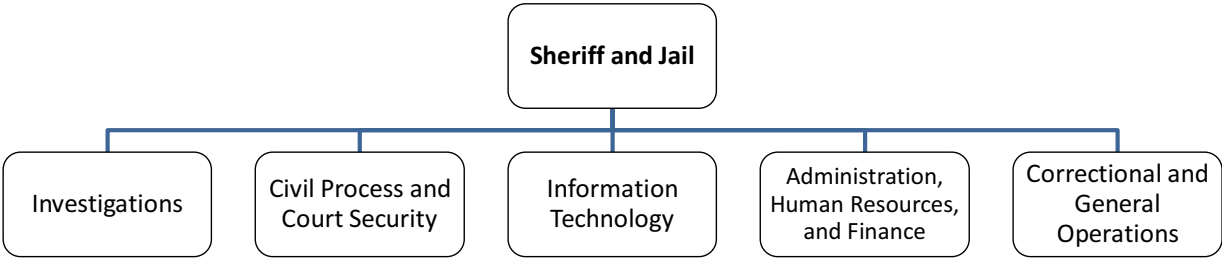 Sheriff and Jail
Investigations
Civil Process and
Court Security
Information
Technology
Administration,
Human Resources,
and Finance
Correctional and
General
Operations